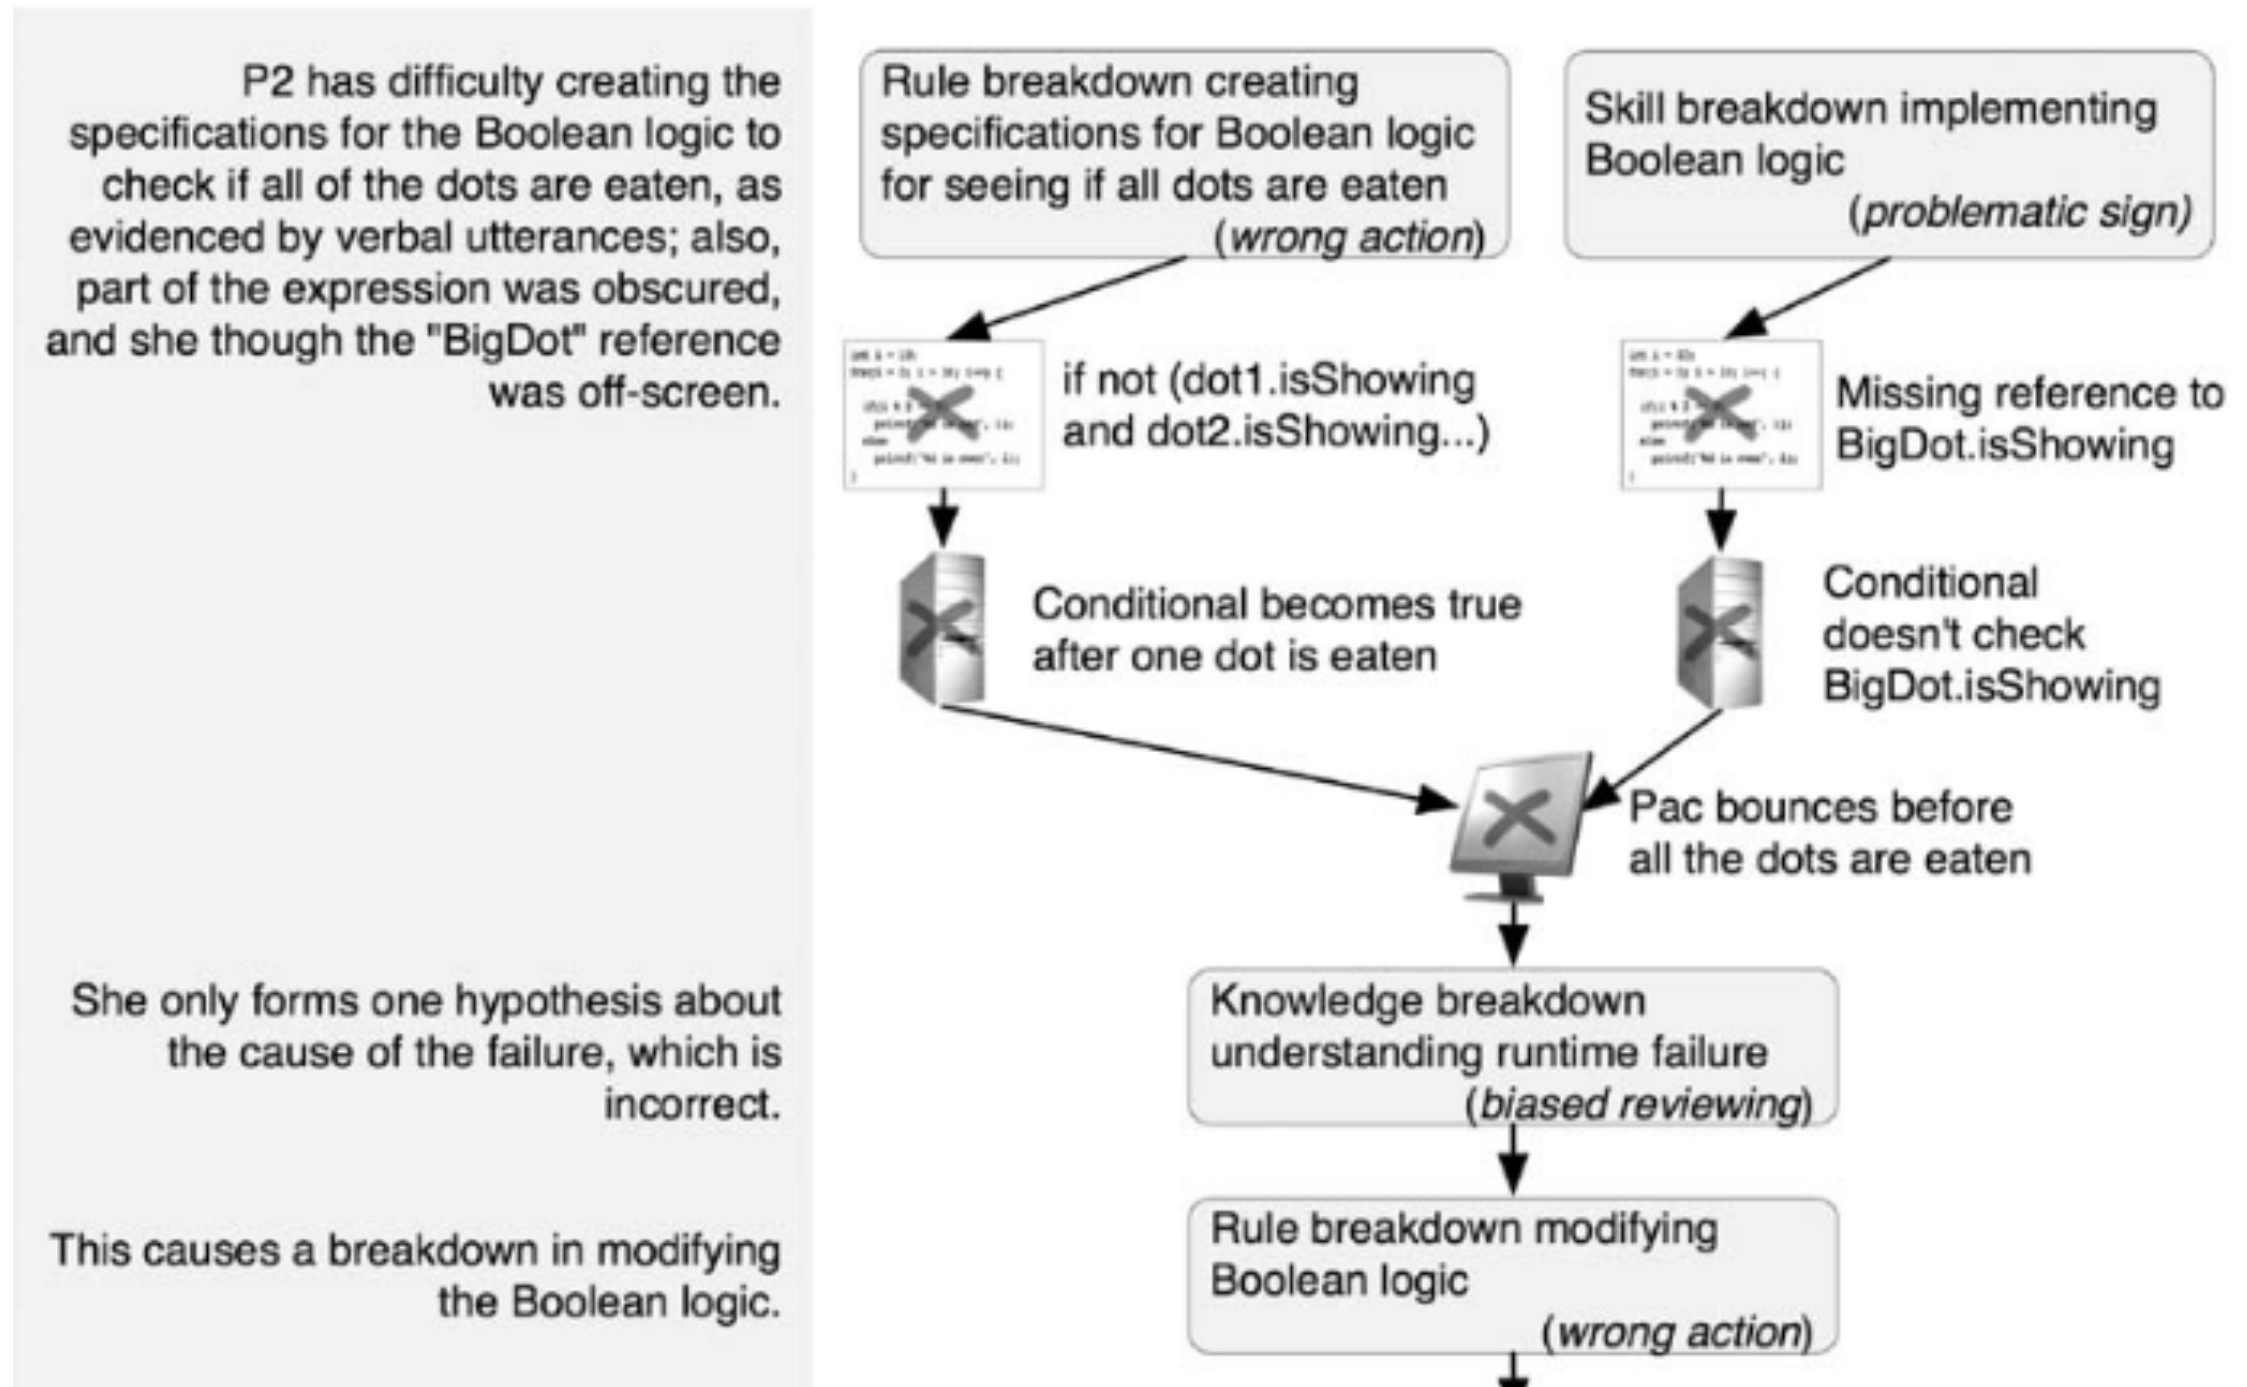 P2 has difficulty creating the
specifications for the Boolean logic to
check if all of the dots are eaten, as
evidenced by verbal utterances; also,
part of the expression was obscured,
and she though the "BigDot" reference
was off-screen.
Rule breakdown creating
specifications for Boolean logic
for seeing if all dots are eaten
(wrong action)
Skill breakdown implementing
Boolean logic
(problematic sign)
if not (dot1.isShowing
and dot2.isShowing...)
Missing reference to
BigDot.isShowing
Conditional becomes true
after one dot is eaten
Conditional
doesn't check
BigDot.isShowing
Pac bounces before
all the dots are eaten
She only forms one hypothesis about
the cause of the failure, which is
incorrect.
Knowledge breakdown
understanding runtime failure
(biased reviewing)
This causes a breakdown in modifying
the Boolean logic.
Rule breakdown modifying
Boolean logic
(wrong action)